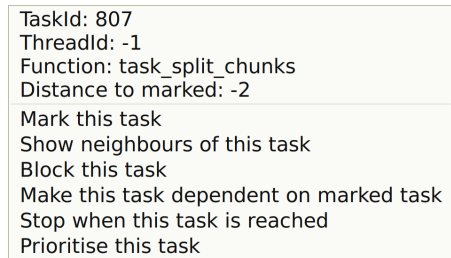 TaskId: 807
ThreadId: -1
Function: task_split_chunks
Distance to marked: -2
Mark this task
Show neighbours of this task
Block this task
Make this task dependent on marked task
Stop when this task is reached
Prioritise this task